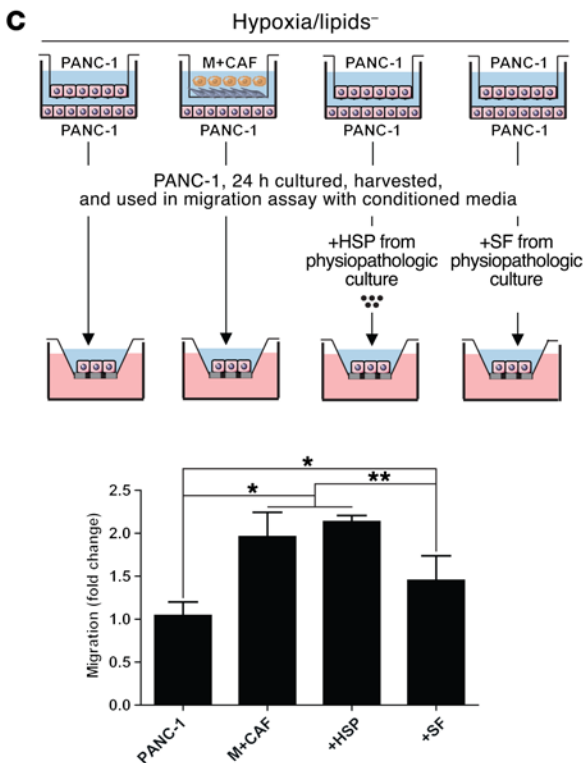 C
Hypoxia/lipids⁻
PANC-1 M+CAF PANC-1 PANC-1
PANC-1 PANC-1 PANC-1 PANC-1
PANC-1, 24 h cultured, harvested,
and used in migration assay with conditioned media
+HSP from
physiopathologic
culture
+SF from
physiopathologic
culture
*
*
**
Migration (fold change)
2.5
2.0
1.5
1.0
0.5
0.0
PANC-1
M+CAF
+HSP
+SF